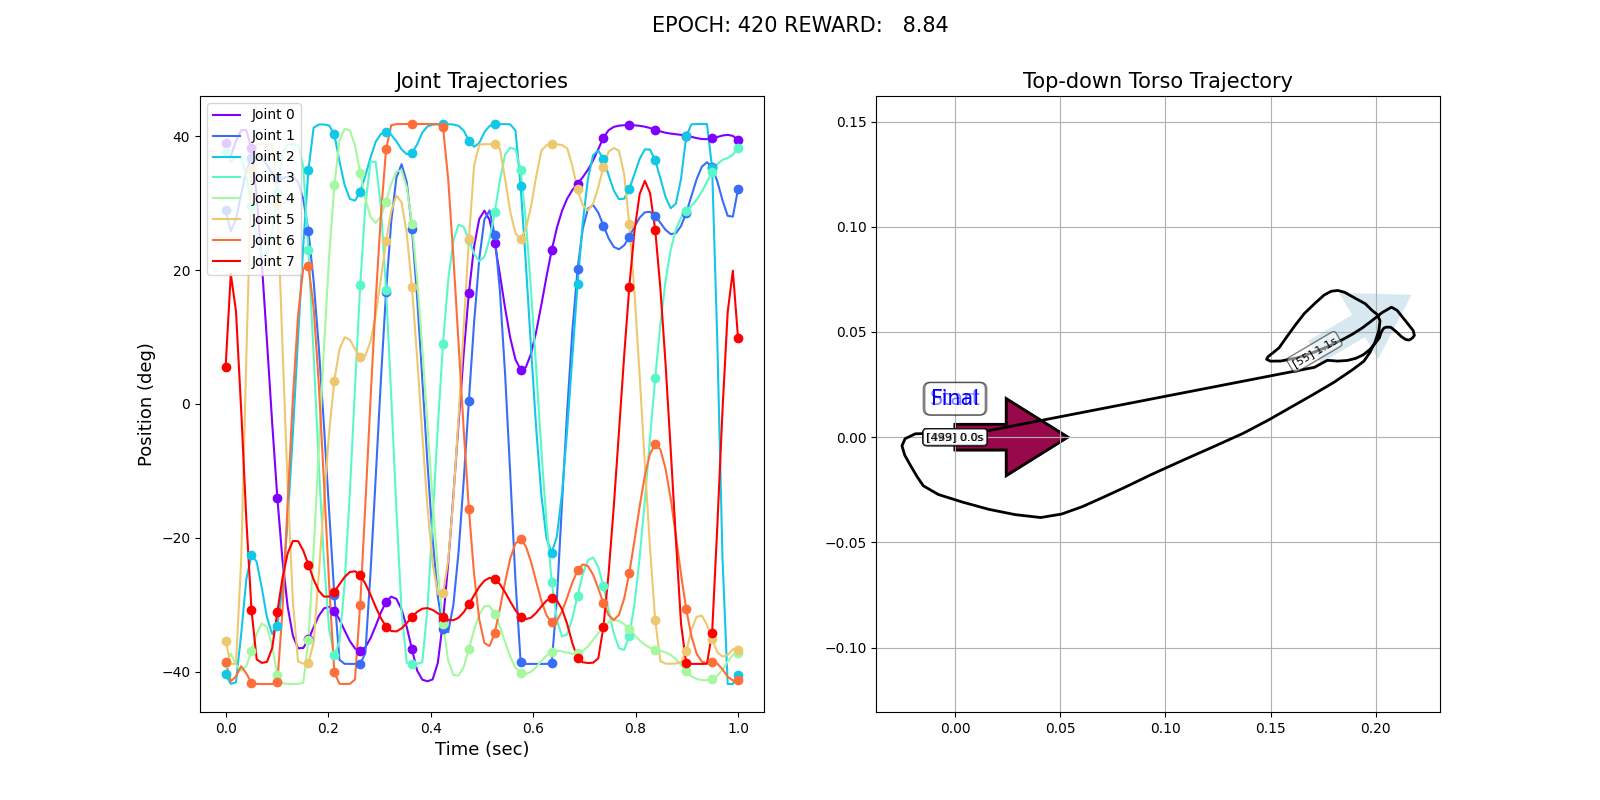 EPOCH: 420 REWARD:   8.84
Joint Trajectories
Joint 0
Joint 1
Joint 2
Joint 3
Joint 4
Joint 5
Joint 6
Joint 7
40
20
0
−20
−40
Position (deg)
0.0 0.2 0.4 0.6 0.8 1.0
Time (sec)
Top-down Torso Trajectory
0.15
0.10
0.05
0.00
−0.05
−0.10
[55] 1.1s
Final
0.0s
0.00 0.05 0.10 0.15 0.20